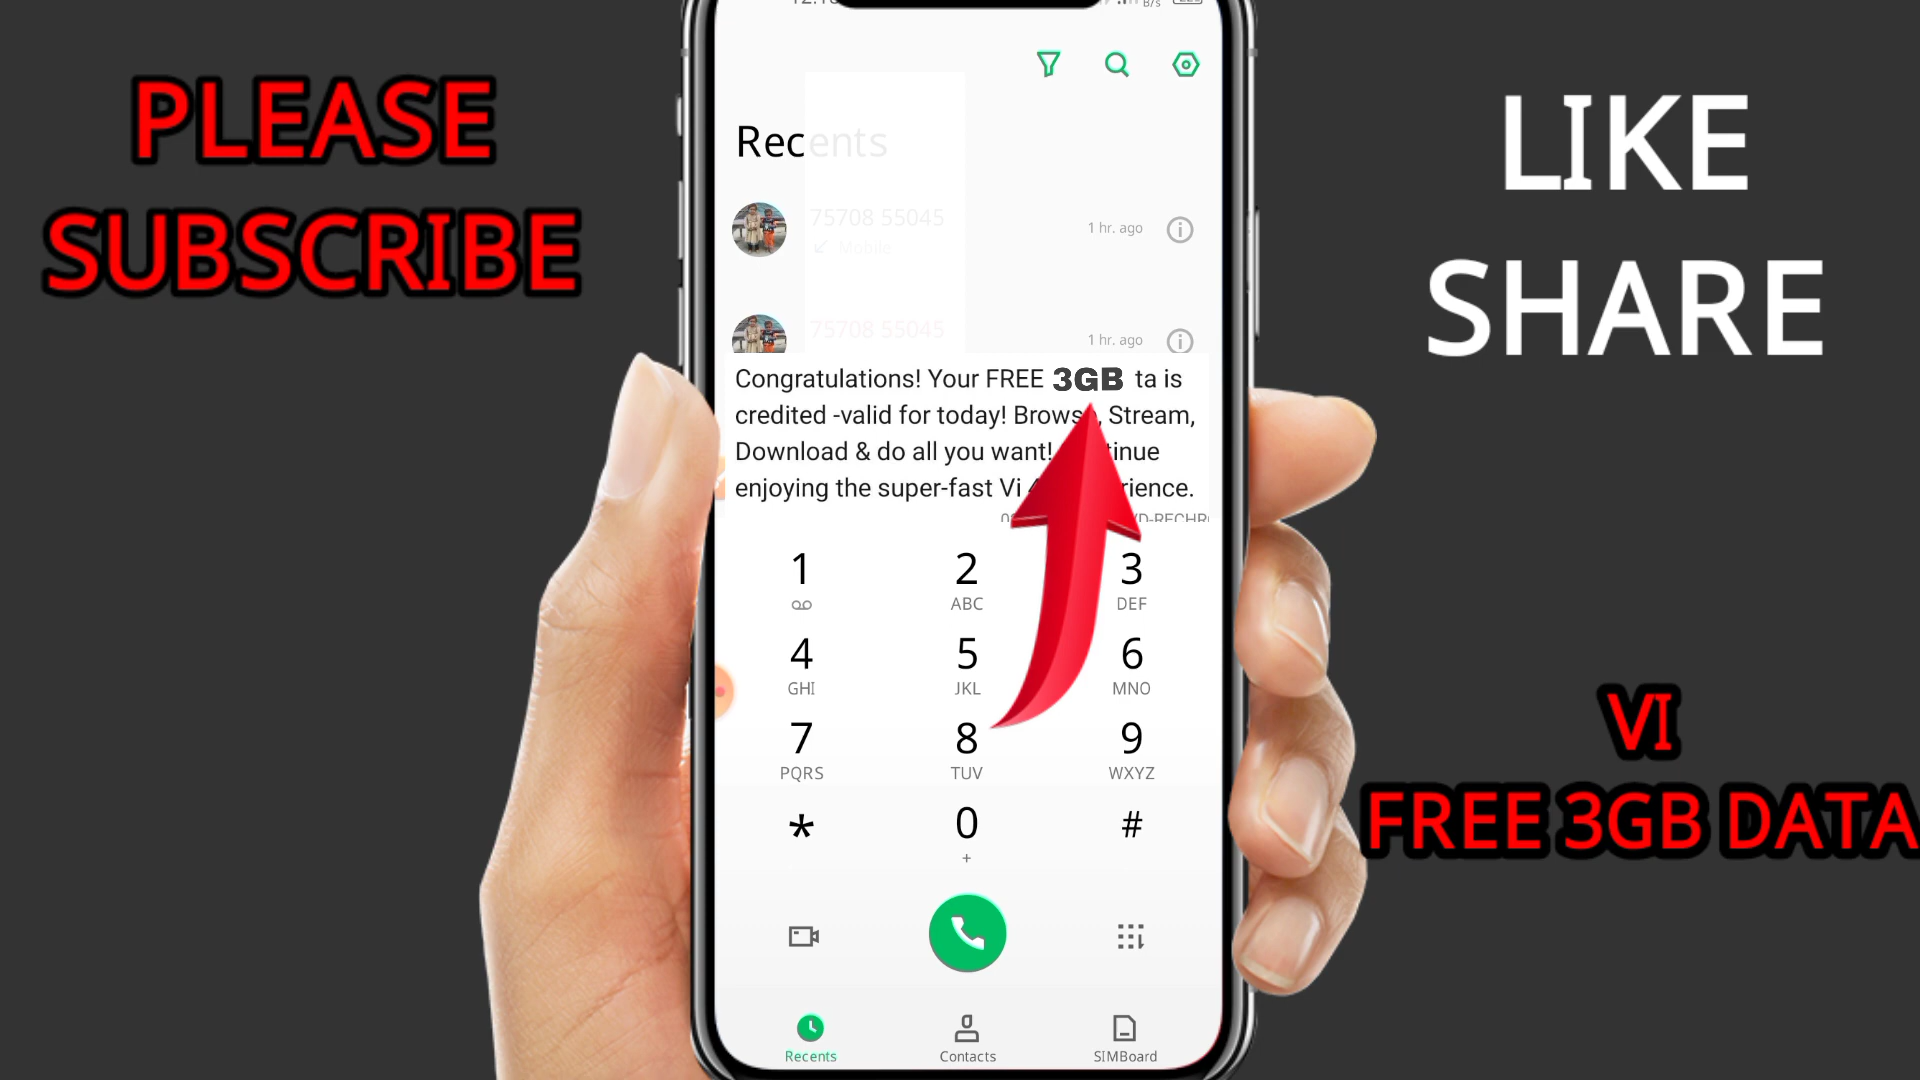 PLEASE
SUBSCRIBE
LIKE
SHARE
Recents
75708 55045
Mobile
1 hr. ago
75708 55045
1 hr. ago
Congratulations! Your FREE 3GB ta is
credited -valid for today! Browse, Stream,
Download & do all you want!
enjoying the super-fast Vi
1
2
ABC
3
DEF
4
GHI
5
JKL
6
MNO
7
PQRS
8
TUV
9
WXYZ
*
0
+
#
Recents
Contacts
SIMBoard
VI
FREE 3GB DATA